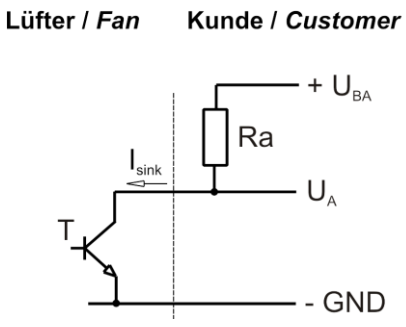 Lüfter / Fan Kunde / Customer
+ U_BA
Ra
I_sink
U_A
T
- GND